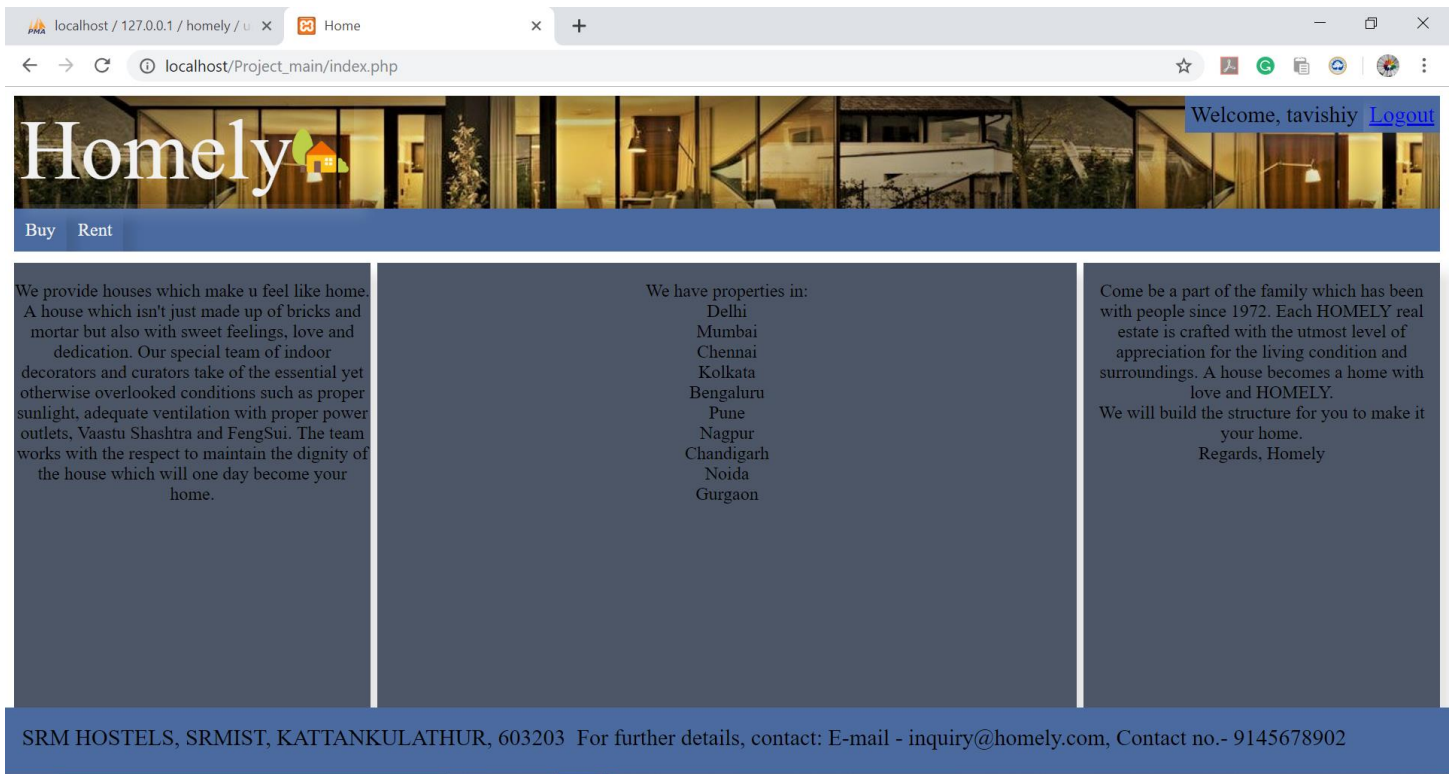 PMA localhost / 127.0.0.1 / homely / u
Home
localhost/Project_main/index.php
Homely
Welcome, tavishiy Logout
Buy Rent
We provide houses which make u feel like home.
A house which isn't just made up of bricks and
mortar but also with sweet feelings, love and
dedication. Our special team of indoor
decorators and curators take of the essential yet
otherwise overlooked conditions such as proper
sunlight, adequate ventilation with proper power
outlets, Vaastu Shashtra and FengSui. The team
works with the respect to maintain the dignity of
the house which will one day become your
home.
We have properties in:
Delhi
Mumbai
Chennai
Kolkata
Bengaluru
Pune
Nagpur
Chandigarh
Noida
Gurgaon
Come be a part of the family which has been
with people since 1972. Each HOMELY real
estate is crafted with the utmost level of
appreciation for the living condition and
surroundings. A house becomes a home with
love and HOMELY.
We will build the structure for you to make it
your home.
Regards, Homely
SRM HOSTELS, SRMIST, KATTANKULATHUR, 603203 For further details, contact: E-mail - inquiry@homely.com, Contact no.- 9145678902